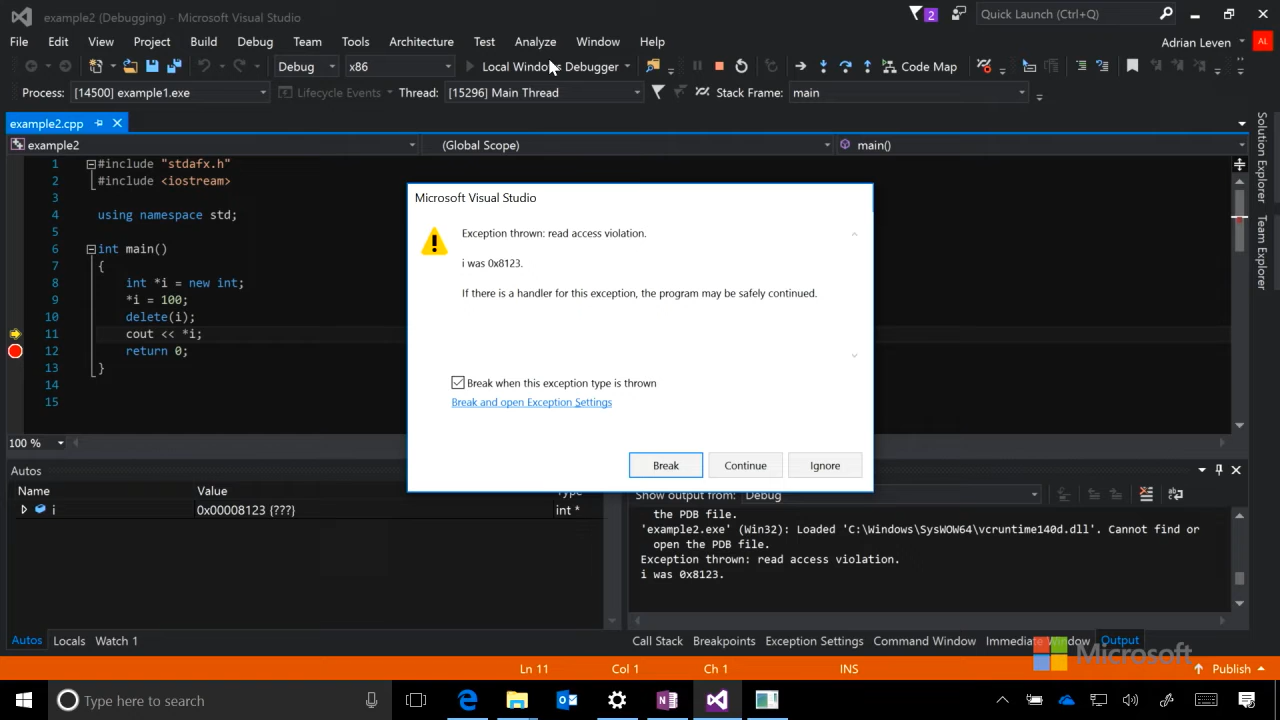 example2 (Debugging) - Microsoft Visual Studio
2
Quick Launch (Ctrl+Q)
File Edit View Project Build Debug Team Tools Architecture Test Analyze Window Help
Adrian Leven AL
Debug x86 Local Windows Debugger Code Map
Process: [14500] example1.exe Lifecycle Events Thread: [15296] Main Thread Stack Frame: main
example2.cpp
example2 (Global Scope) main()
1 #include "stdafx.h"
2 #include <iostream>
3
4 using namespace std;
5
6 int main()
7 {
8 int *i = new int;
9 *i = 100;
10 delete(i);
11 cout << *i;
12 return 0;
13 }
14
15
Solution Explorer
Team Explorer
Microsoft Visual Studio
Exception thrown: read access violation.
i was 0x8123.
If there is a handler for this exception, the program may be safely continued.
Break when this exception type is thrown
Break and open Exception Settings
Break Continue Ignore
100 %
Autos
Name Value Type
i 0x00008123 {???} int *
Autos Locals Watch 1
Show output from: Debug
the PDB file.
'example2.exe' (Win32): Loaded 'C:\Windows\SysWOW64\vcruntime140d.dll'. Cannot find or
open the PDB file.
Exception thrown: read access violation.
i was 0x8123.
Call Stack Breakpoints Exception Settings Command Window Immediate Window Output
Microsoft
Ln 11 Col 1 Ch 1 INS Publish
Type here to search